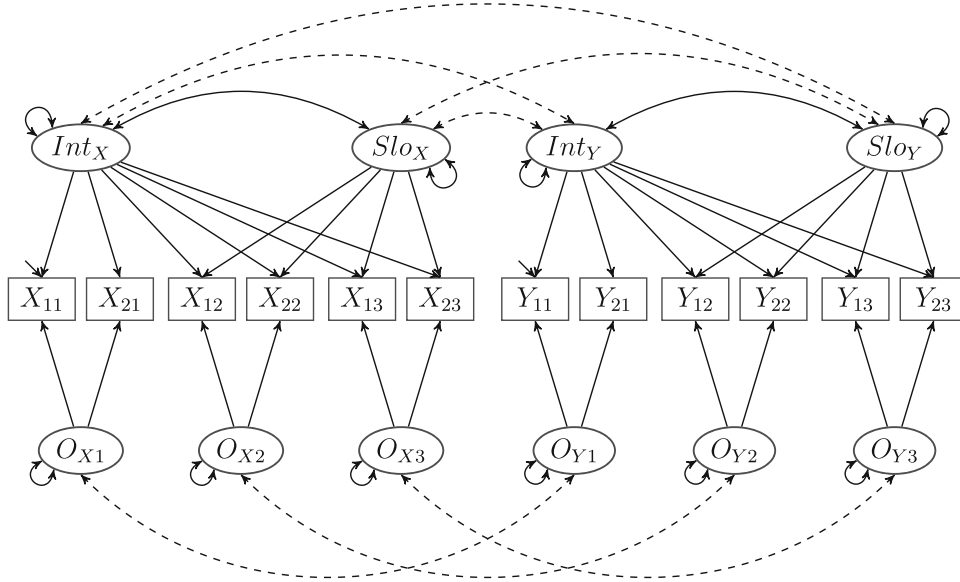 Int_X Slo_X Int_Y Slo_Y
X_11 X_21 X_12 X_22 X_13 X_23 Y_11 Y_21 Y_12 Y_22 Y_13 Y_23
O_X1 O_X2 O_X3 O_Y1 O_Y2 O_Y3